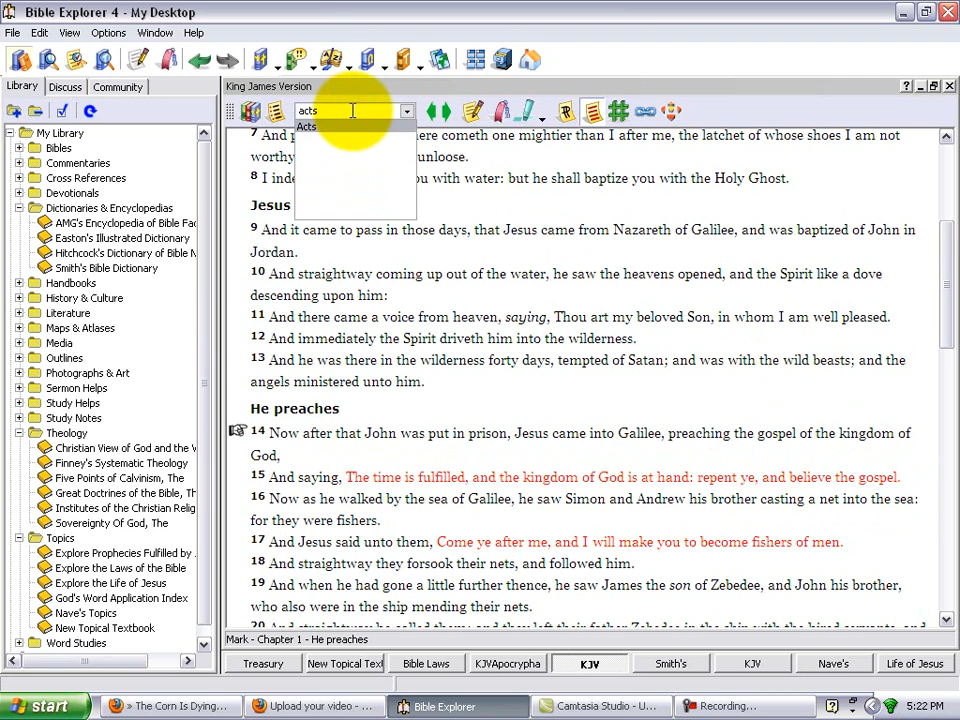 Bible Explorer 4 - My Desktop
File Edit View Options Window Help
Library Discuss Community
My Library
Bibles
Commentaries
Cross References
Devotionals
Dictionaries & Encyclopedias
AMG's Encyclopedia of Bible Fac
Easton's Illustrated Dictionary
Hitchcock's Dictionary of Bible N
Smith's Bible Dictionary
Handbooks
History & Culture
Literature
Maps & Atlases
Media
Outlines
Photographs & Art
Sermon Helps
Study Helps
Study Notes
Theology
Christian View of God and the
Finney's Systematic Theology
Five Points of Calvinism, The
Great Doctrines of the Bible, Th
Institutes of the Christian Relig
Sovereignty Of God, The
Topics
Explore Prophecies Fulfilled by
Explore the Laws of the Bible
Explore the Life of Jesus
God's Word Application Index
Nave's Topics
New Topical Textbook
Word Studies
King James Version
acts
Acts
7 And p here cometh one mightier than I after me, the latchet of whose shoes I am not
worthy unloose.
8 I inde ou with water: but he shall baptize you with the Holy Ghost.
Jesus
9 And it came to pass in those days, that Jesus came from Nazareth of Galilee, and was baptized of John in
Jordan.
10 And straightway coming up out of the water, he saw the heavens opened, and the Spirit like a dove
descending upon him:
11 And there came a voice from heaven, saying, Thou art my beloved Son, in whom I am well pleased.
12 And immediately the Spirit driveth him into the wilderness.
13 And he was there in the wilderness forty days, tempted of Satan; and was with the wild beasts; and the
angels ministered unto him.
He preaches
14 Now after that John was put in prison, Jesus came into Galilee, preaching the gospel of the kingdom of
God,
15 And saying, The time is fulfilled, and the kingdom of God is at hand: repent ye, and believe the gospel.
16 Now as he walked by the sea of Galilee, he saw Simon and Andrew his brother casting a net into the sea:
for they were fishers.
17 And Jesus said unto them, Come ye after me, and I will make you to become fishers of men.
18 And straightway they forsook their nets, and followed him.
19 And when he had gone a little further thence, he saw James the son of Zebedee, and John his brother,
who also were in the ship mending their nets.
20 And straightway he called them: and they left their father Zebedee in the ship with the hired servants, and
Mark - Chapter 1 - He preaches
Treasury New Topical Text Bible Laws KJVApocrypha KJV Smith's KJV Nave's Life of Jesus
start » The Corn Is Dying... Upload your video - ... Bible Explorer Camtasia Studio - U... Recording... 5:22 PM